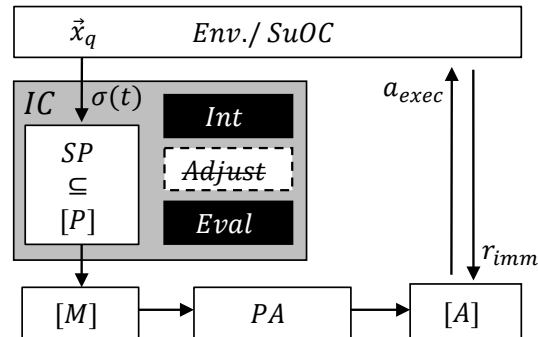 x⃗_q Env./ SuOC
σ(t)
a_exec
IC
Int
SP
⊆
[P]
Adjust
Eval
r_imm
[M] PA [A]